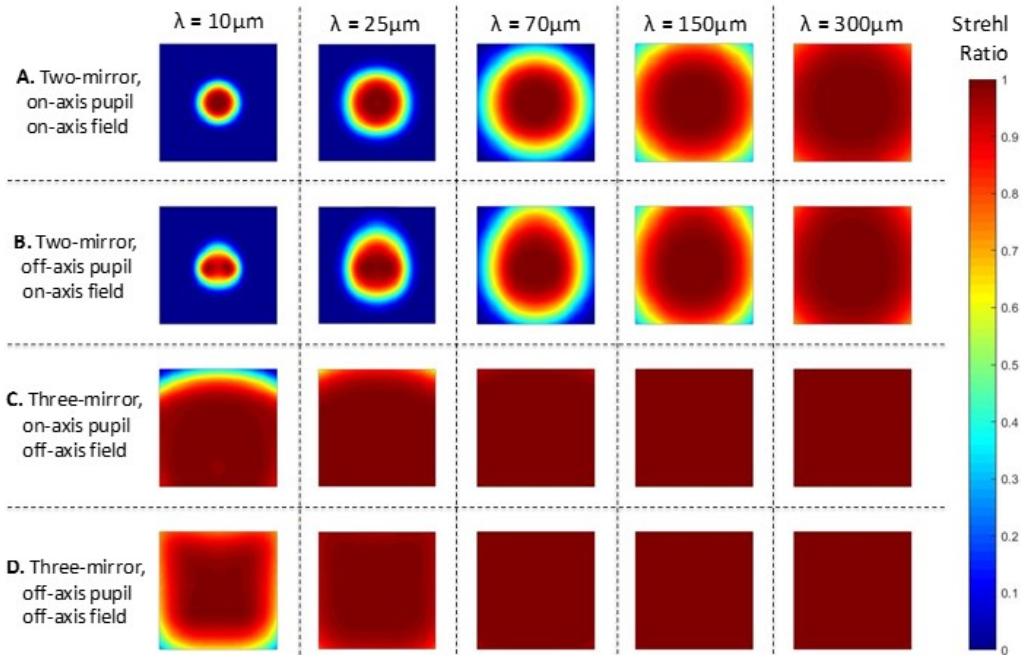 λ = 10μm
λ = 25μm
λ = 70μm
λ = 150μm
λ = 300μm
Strehl
Ratio
A. Two-mirror,
on-axis pupil
on-axis field
B. Two-mirror,
off-axis pupil
on-axis field
C. Three-mirror,
on-axis pupil
off-axis field
D. Three-mirror,
off-axis pupil
off-axis field
1
0.9
0.8
0.7
0.6
0.5
0.4
0.3
0.2
0.1
0